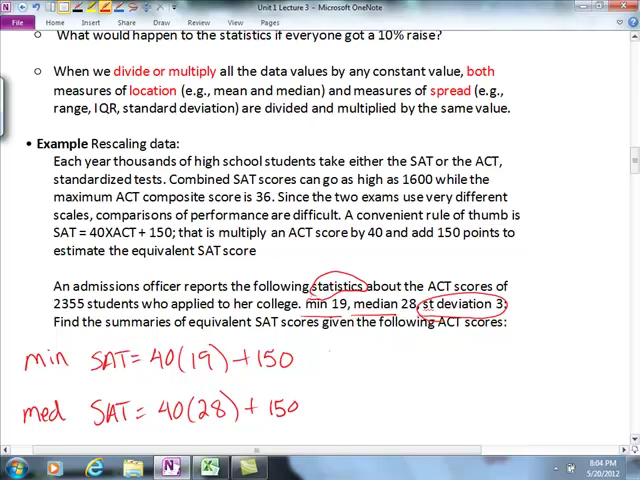 Unit 1 Lecture 3 - Microsoft OneNote
File Home Insert Share Draw Review View
What would happen to the statistics if everyone got a 10% raise?
o When we divide or multiply all the data values by any constant value, both
measures of location (e.g., mean and median) and measures of spread (e.g.,
range, IQR, standard deviation) are divided and multiplied by the same value.
• Example Rescaling data:
Each year thousands of high school students take either the SAT or the ACT,
standardized tests. Combined SAT scores can go as high as 1600 while the
maximum ACT composite score is 36. Since the two exams use very different
scales, comparisons of performance are difficult. A convenient rule of thumb is
SAT = 40XACT + 150; that is multiply an ACT score by 40 and add 150 points to
estimate the equivalent SAT score
An admissions officer reports the following statistics about the ACT scores of
2355 students who applied to her college. min 19, median 28, st deviation 3:
Find the summaries of equivalent SAT scores given the following ACT scores:
min SAT = 40(19) + 150
med SAT = 40(28) + 150
8:04 PM
5/20/2012